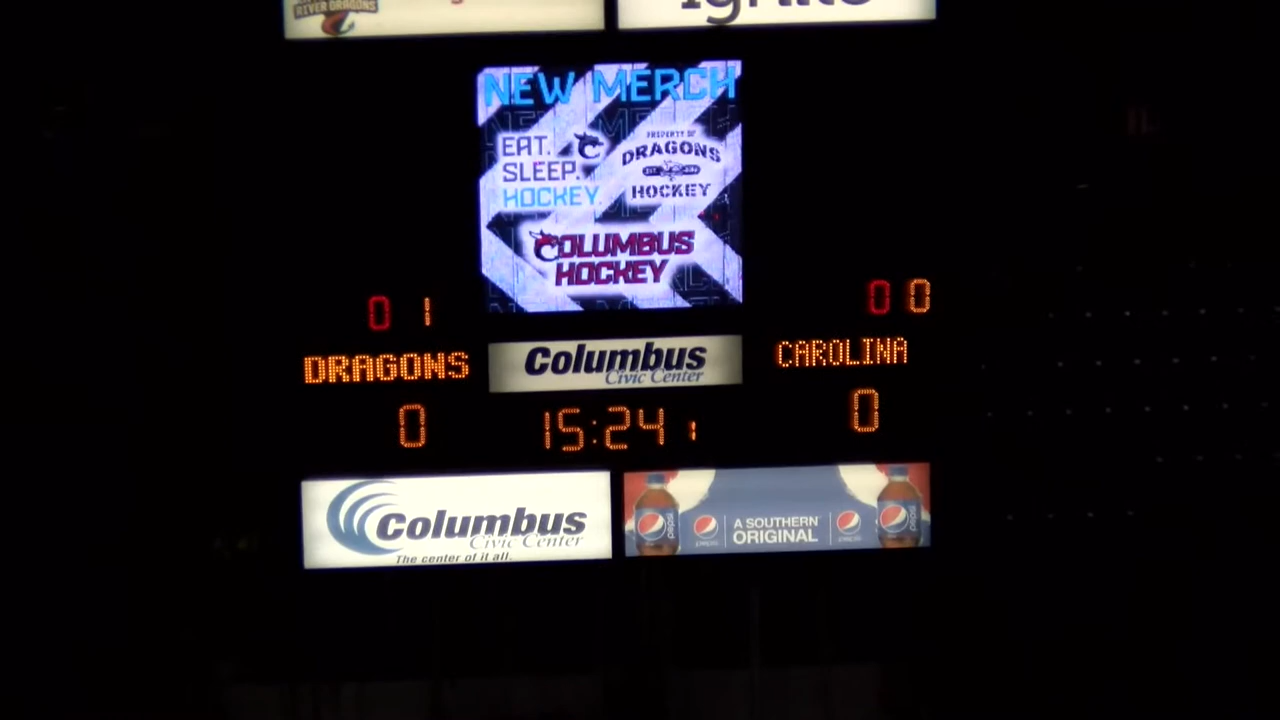 RIVER DRAGONS
Ignite
NEW MERCH
EAT.
SLEEP.
HOCKEY.
PROPERTY OF
DRAGONS
HOCKEY
COLUMBUS
HOCKEY
0 1
0 0
DRAGONS
Columbus
Civic Center
CAROLINA
0
15:24 1
0
Columbus
Civic Center
The center of it all.
pepsi
pepsi
A SOUTHERN
ORIGINAL
pepsi
pepsi